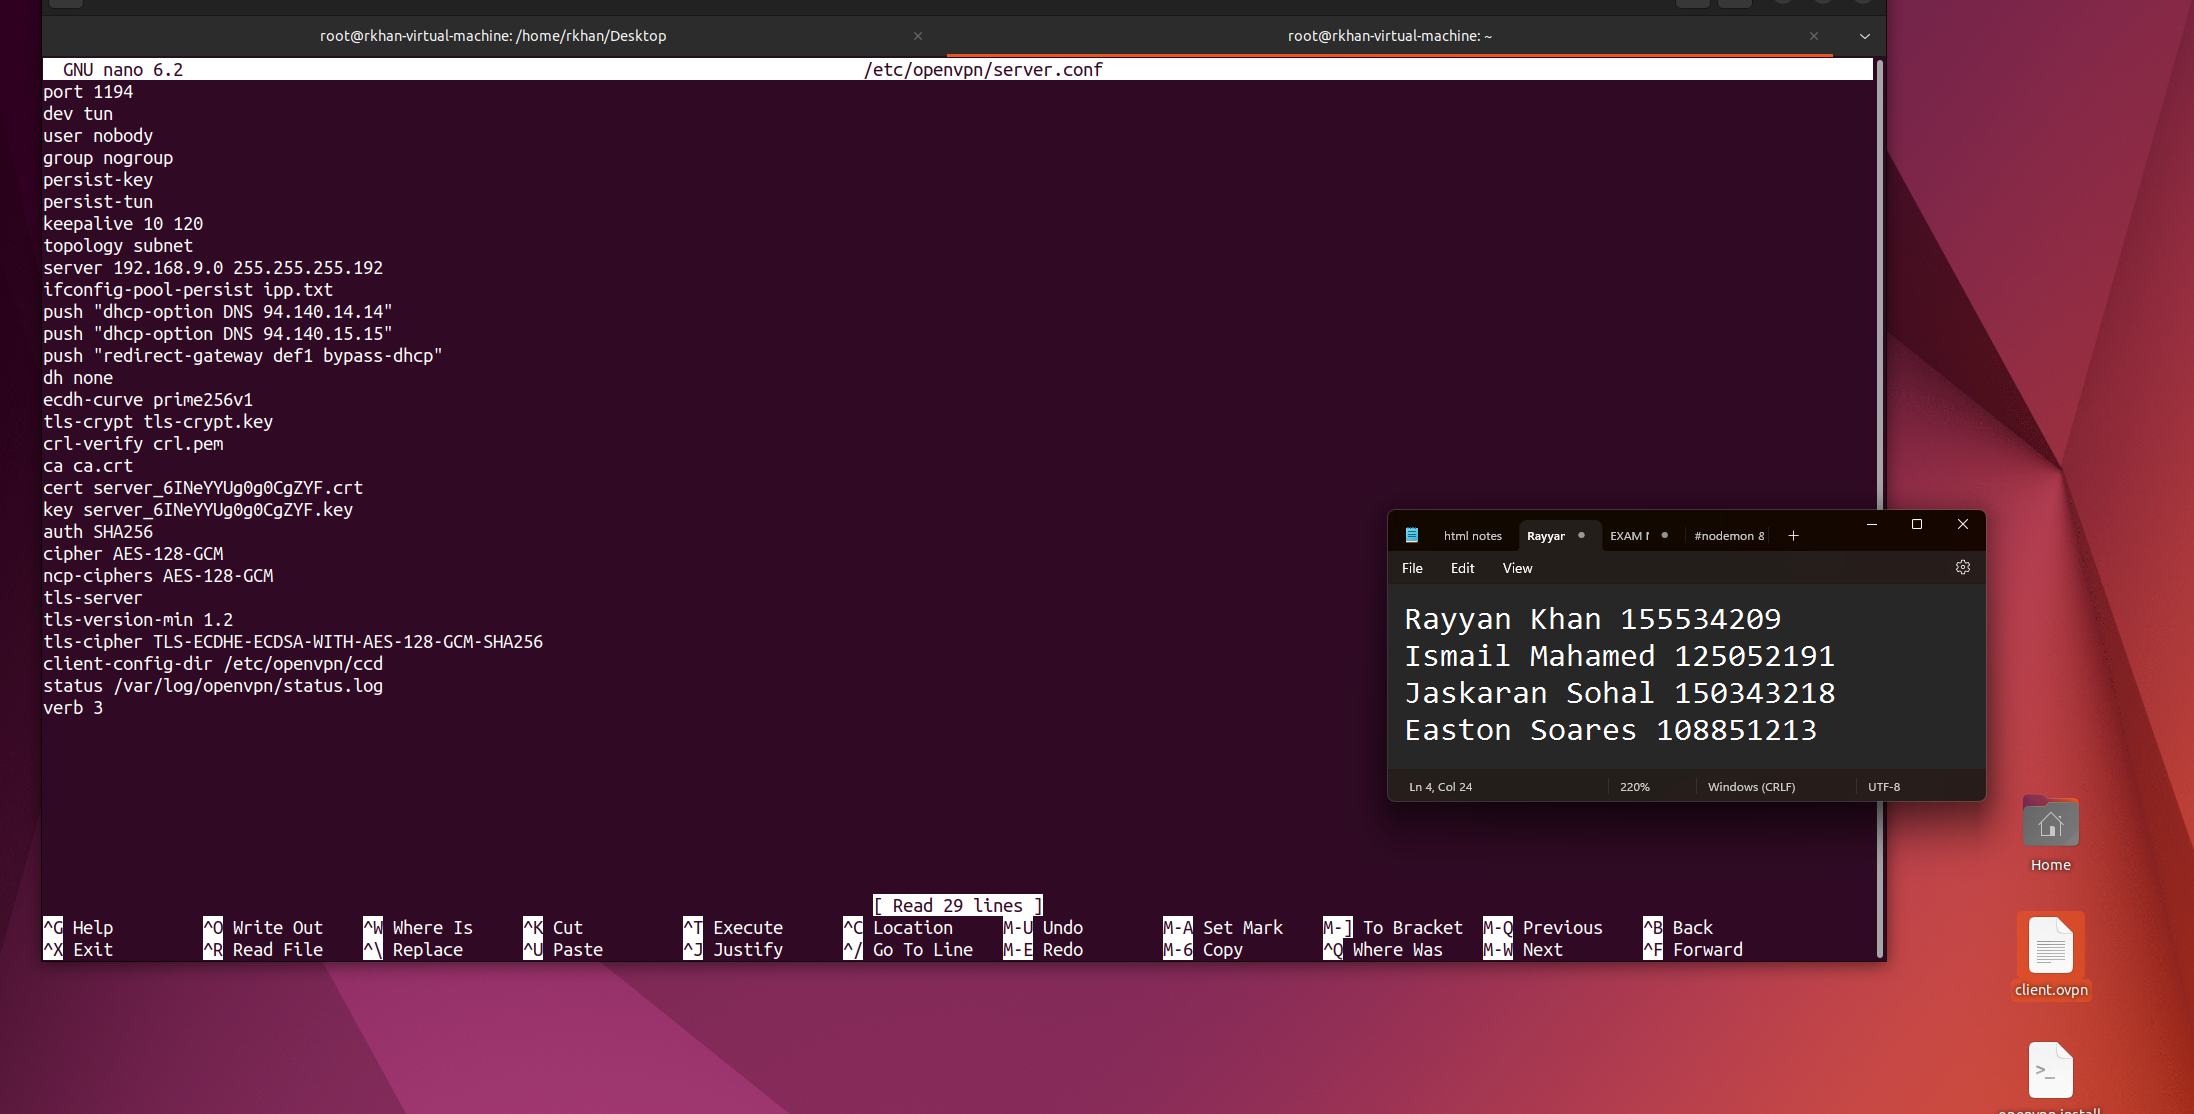 root@rkhan-virtual-machine: /home/rkhan/Desktop
root@rkhan-virtual-machine: ~
GNU nano 6.2 /etc/openvpn/server.conf
port 1194
dev tun
user nobody
group nogroup
persist-key
persist-tun
keepalive 10 120
topology subnet
server 192.168.9.0 255.255.255.192
ifconfig-pool-persist ipp.txt
push "dhcp-option DNS 94.140.14.14"
push "dhcp-option DNS 94.140.15.15"
push "redirect-gateway def1 bypass-dhcp"
dh none
ecdh-curve prime256v1
tls-crypt tls-crypt.key
crl-verify crl.pem
ca ca.crt
cert server_6INeYYUg0g0CgZYF.crt
key server_6INeYYUg0g0CgZYF.key
auth SHA256
cipher AES-128-GCM
ncp-ciphers AES-128-GCM
tls-server
tls-version-min 1.2
tls-cipher TLS-ECDHE-ECDSA-WITH-AES-128-GCM-SHA256
client-config-dir /etc/openvpn/ccd
status /var/log/openvpn/status.log
verb 3
[ Read 29 lines ]
^G Help ^O Write Out ^W Where Is ^K Cut ^T Execute ^C Location M-U Undo M-A Set Mark M-] To Bracket M-Q Previous ^B Back
^X Exit ^R Read File ^\ Replace ^U Paste ^J Justify ^/ Go To Line M-E Redo M-6 Copy ^Q Where Was M-W Next ^F Forward
html notes Rayyar EXAM #nodemon &
File Edit View
Rayyan Khan 155534209
Ismail Mahamed 125052191
Jaskaran Sohal 150343218
Easton Soares 108851213
Ln 4, Col 24 220% Windows (CRLF) UTF-8
Home
client.ovpn